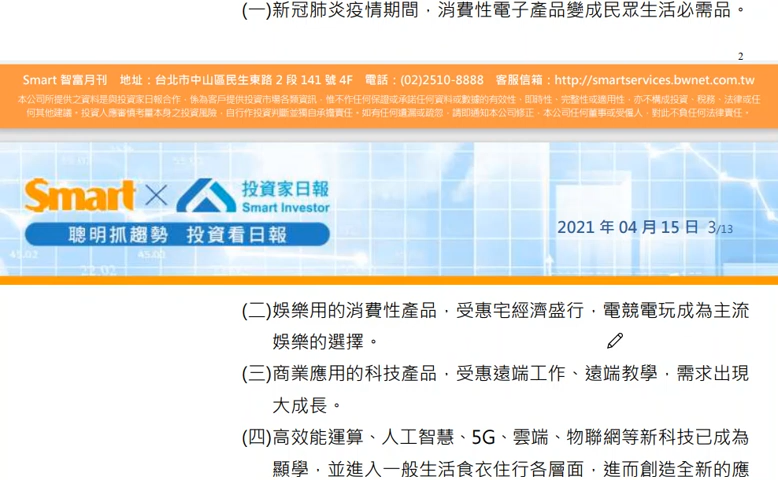 (一)新冠肺炎疫情期間，消費性電子產品變成民眾生活必需品。
2
Smart 智富月刊　地址：台北市中山區民生東路 2 段 141 號 4F　電話：(02)2510-8888　客服信箱：http://smartservices.bwnet.com.tw
本公司所提供之資料是與投資家日報合作，係為客戶提供投資市場各類資訊，惟不作任何保證或承諾任何資料或數據的有效性、即時性、完整性或適用性，亦不構成投資、稅務、法律或任
何其他建議。投資人應審慎考量本身之投資風險，自行作投資判斷並獨自承擔責任。如有任何遺漏或疏忽，請即通知本公司修正，本公司任何董事或受僱人，對此不負任何法律責任。
Smart × 投資家日報
Smart Investor
聰明抓趨勢　投資看日報
2021 年 04 月 15 日 3/13
45.02
45.02
22.02
(二)娛樂用的消費性產品，受惠宅經濟盛行，電競電玩成為主流
娛樂的選擇。
(三)商業應用的科技產品，受惠遠端工作、遠端教學，需求出現
大成長。
(四)高效能運算、人工智慧、5G、雲端、物聯網等新科技已成為
顯學，並進入一般生活食衣住行各層面，進而創造全新的應